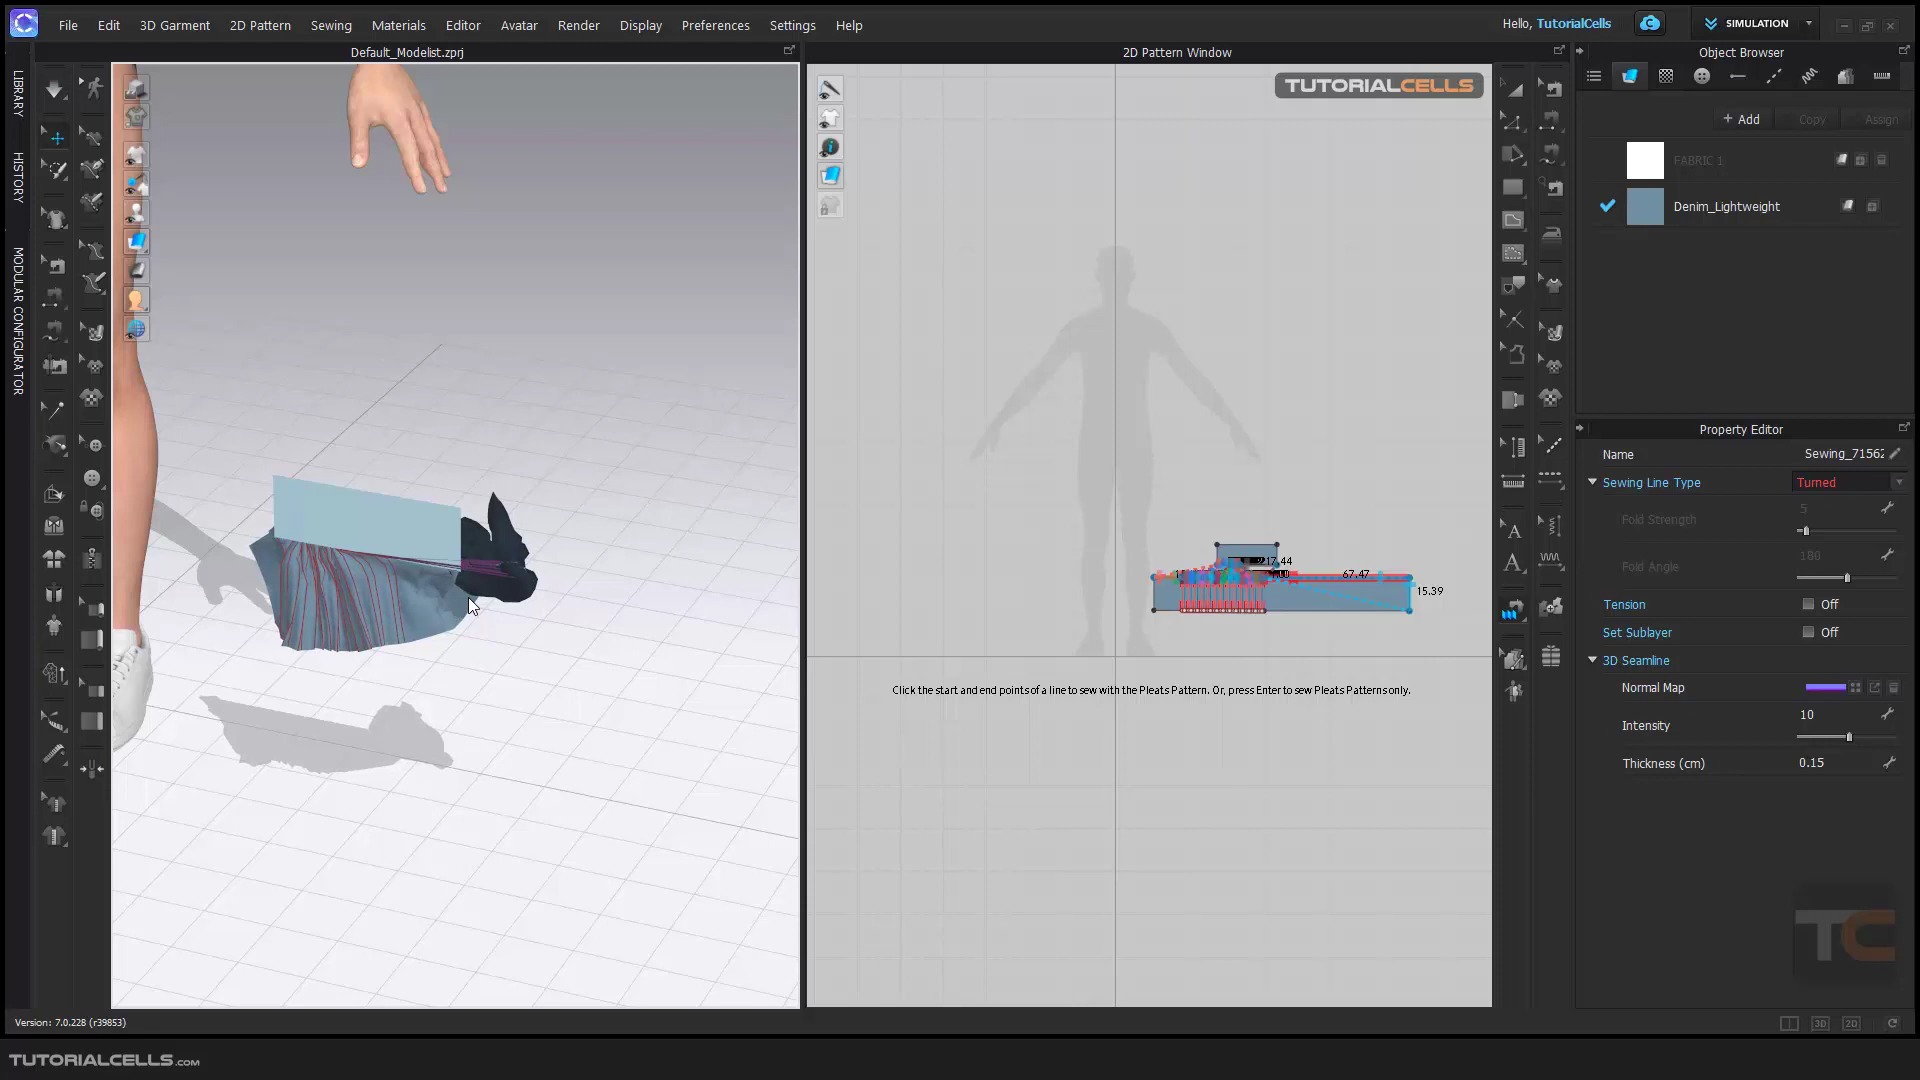 File Edit 3D Garment 2D Pattern Sewing Materials Editor Avatar Render Display Preferences Settings Help
Hello, TutorialCells
SIMULATION
Default_Modelist.zprj
2D Pattern Window
Object Browser
LIBRARY
HISTORY
MODULAR CONFIGURATOR
TUTORIALCELLS
+ Add
Copy
Assign
FABRIC 1
Denim_Lightweight
Property Editor
Name
Sewing_7156
Sewing Line Type
Turned
Fold Strength
5
180
Fold Angle
Tension
Off
Set Sublayer
Off
3D Seamline
Normal Map
10
Intensity
Thickness (cm)
0.15
17.44
67.47
15.39
Click the start and end points of a line to sew with the Pleats Pattern. Or, press Enter to sew Pleats Patterns only.
TC
Version: 7.0.228 (r39853)
3D
2D
TUTORIALCELLS.com